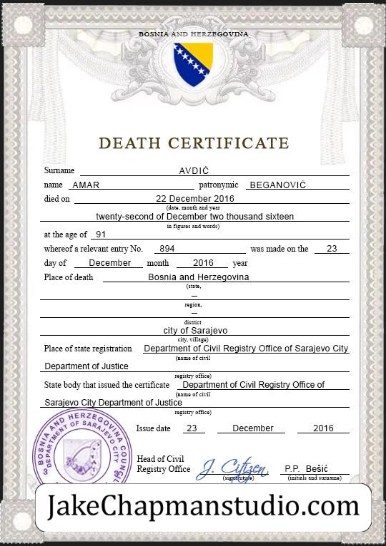 BOSNIA AND HERZEGOVINA
DEATH CERTIFICATE
Surname AVDIĆ
name AMAR patronymic BEGANOVIĆ
died on 22 December 2016
(data, month and year
twenty-second of December two thousand sixteen
in figures and words)
at the age of 91
whereof a relevant entry No. 894 was made on the 23
day of December month 2016 year
Place of death Bosnia and Herzegovina
(state,
—
region,
—
district
city of Sarajevo
city, village)
Place of state registration Department of Civil Registry Office of Sarajevo City
(name of civil
Department of Justice
registry office)
State body that issued the certificate Department of Civil Registry Office of
(name of civil
Sarajevo City Department of Justice
registry office)
BOSNIA AND HERZEGOVINA COUNCIL
DEPARTMENT OF SARAJEVO CITY
Issue date 23 December 2016
Head of Civil
Registry Office J. Citizen P.P. Bešić
(signature) (initials and surname)
JakeChapmanstudio.com